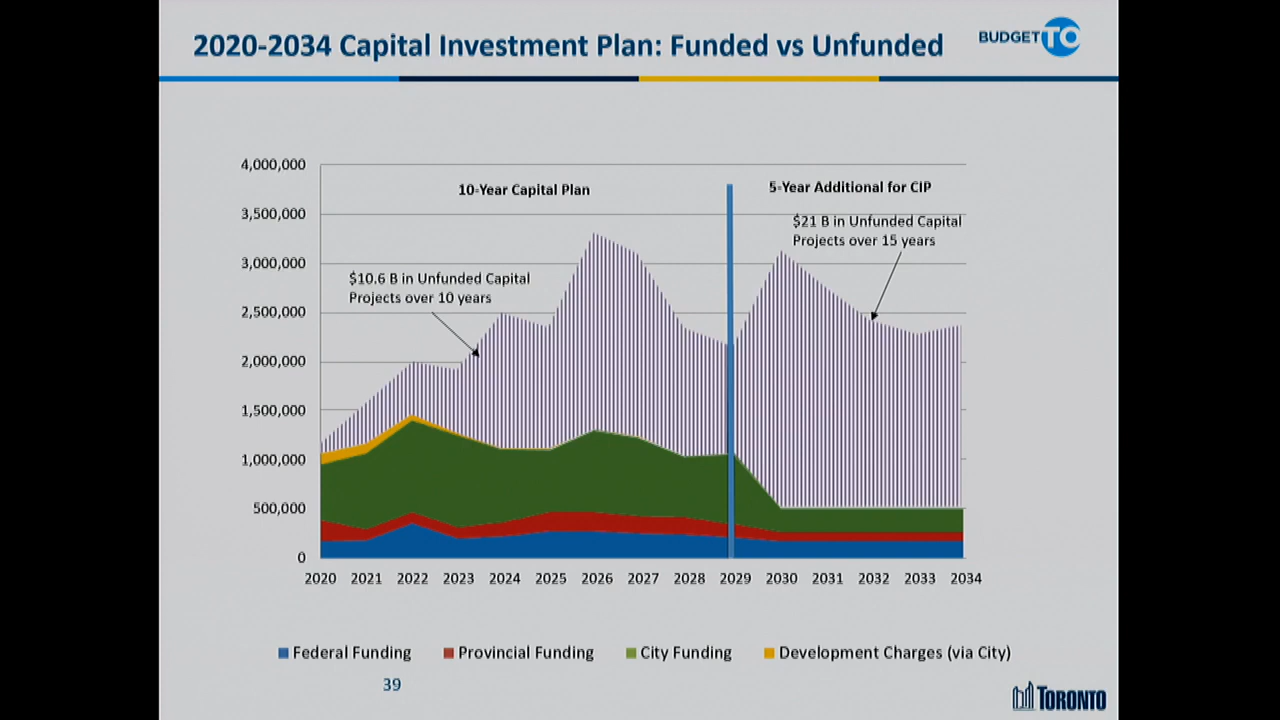 2020-2034 Capital Investment Plan: Funded vs Unfunded
BUDGETTO
4,000,000
3,500,000
3,000,000
2,500,000
2,000,000
1,500,000
1,000,000
500,000
0
10-Year Capital Plan
5-Year Additional for CIP
$21 B in Unfunded Capital
Projects over 15 years
$10.6 B in Unfunded Capital
Projects over 10 years
2020 2021 2022 2023 2024 2025 2026 2027 2028 2029 2030 2031 2032 2033 2034
Federal Funding Provincial Funding City Funding Development Charges (via City)
39
TORONTO